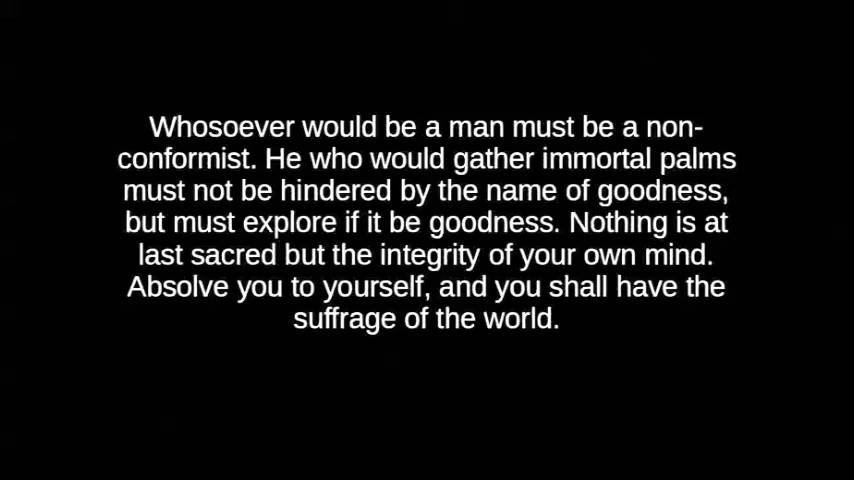 Whosoever would be a man must be a non-
conformist. He who would gather immortal palms
must not be hindered by the name of goodness,
but must explore if it be goodness. Nothing is at
last sacred but the integrity of your own mind.
Absolve you to yourself, and you shall have the
suffrage of the world.